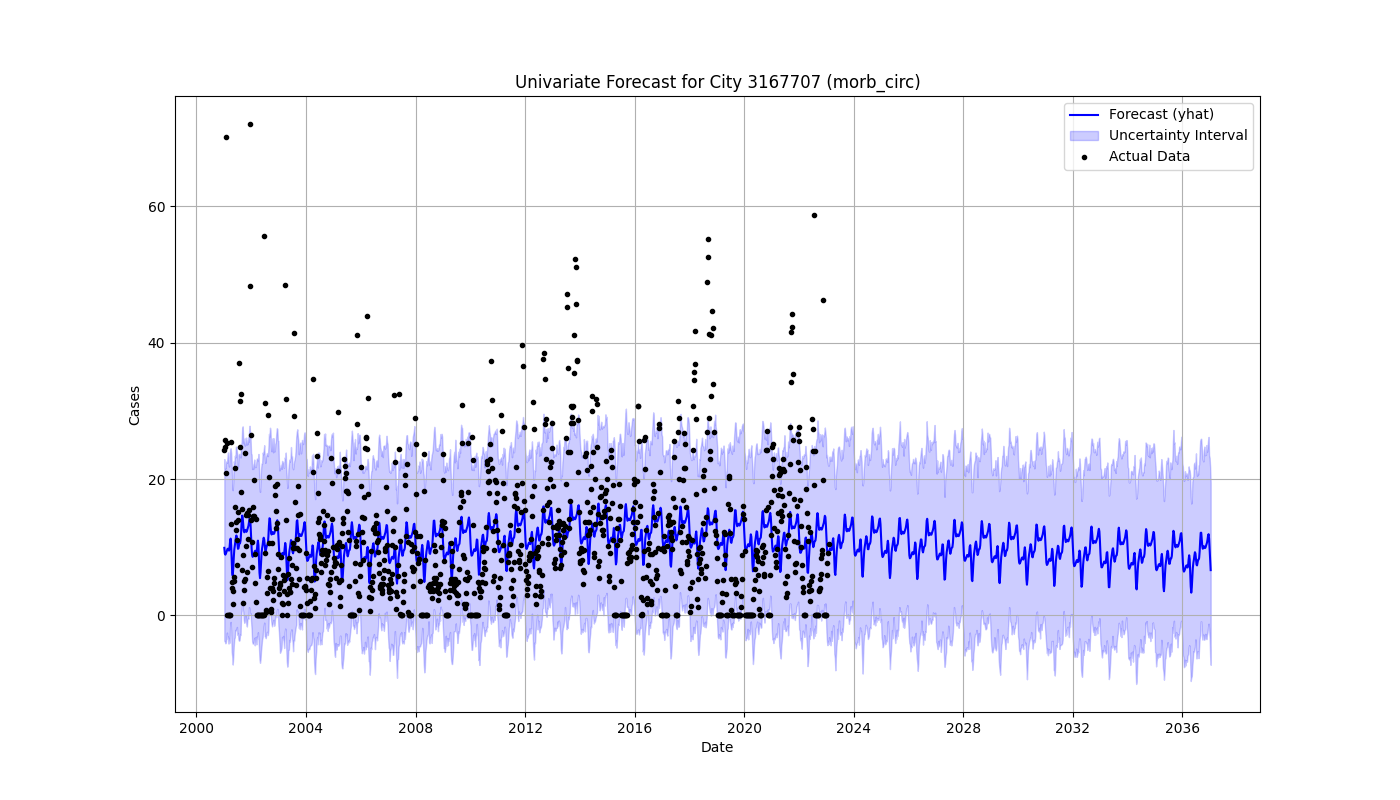 Univariate Forecast for City 3167707 (morb_circ)
Forecast (yhat)
Uncertainty Interval
Actual Data
Cases
60
40
20
0
2000 2004 2008 2012 2016 2020 2024 2028 2032 2036
Date